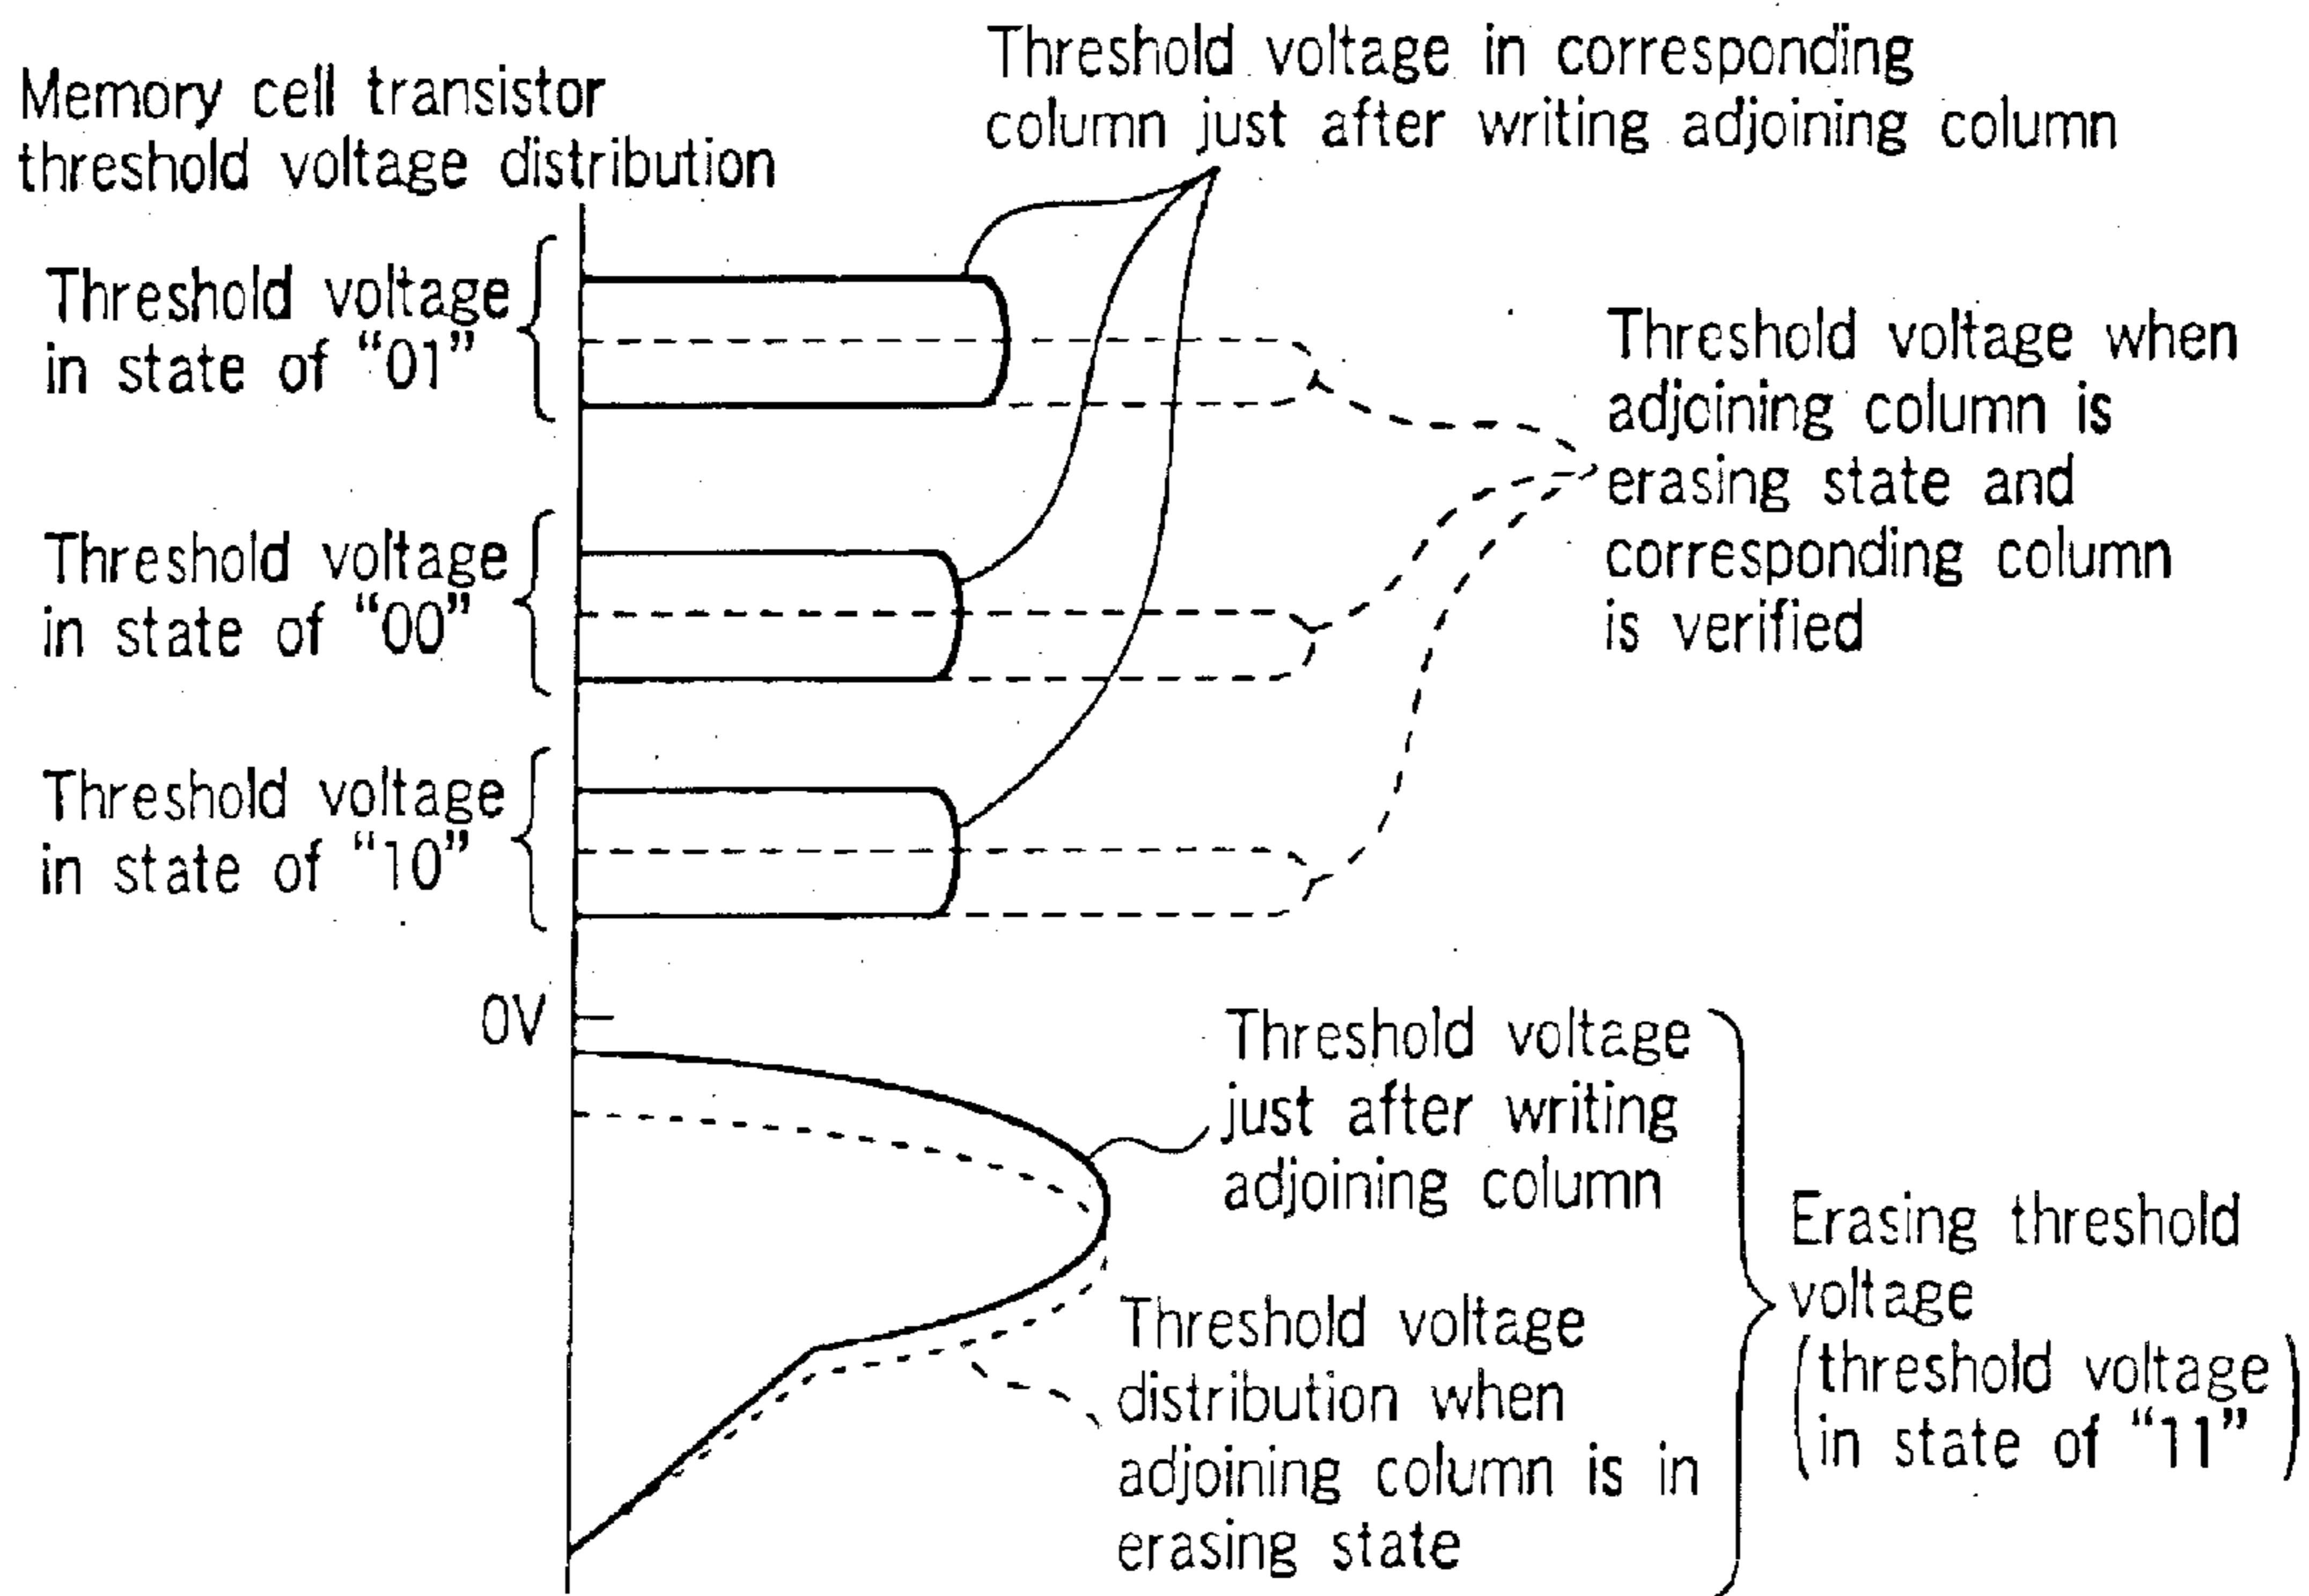 Memory cell transistor
threshold voltage distribution
Threshold voltage in corresponding
column just after writing adjoining column
Threshold voltage
in state of “01”
Threshold voltage when
adjoining column is
erasing state and
corresponding column
is verified
Threshold voltage
in state of “00”
Threshold voltage
in state of “10”
0V
Threshold voltage
just after writing
adjoining column
Threshold voltage
distribution when
adjoining column is in
erasing state
Erasing threshold
voltage
(threshold voltage
in state of “11”)